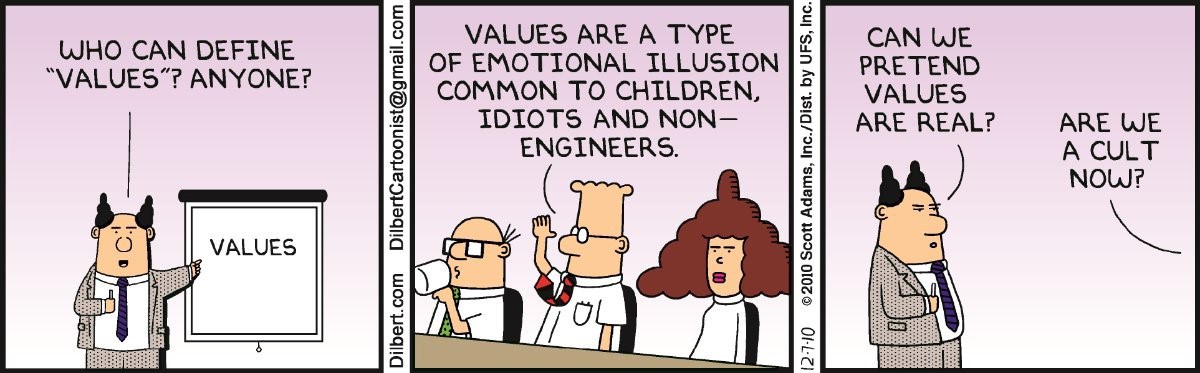 WHO CAN DEFINE
"VALUES"? ANYONE?
VALUES
DilbertCartoonist@gmail.com
Dilbert.com
VALUES ARE A TYPE
OF EMOTIONAL ILLUSION
COMMON TO CHILDREN,
IDIOTS AND NON-
ENGINEERS.
12-7-10
© 2010 Scott Adams, Inc./Dist. by UFS, Inc.
CAN WE
PRETEND
VALUES
ARE REAL?
ARE WE
A CULT
NOW?